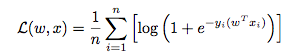 $$\mathcal{L}(w,x) = \frac{1}{n}\sum_{i=1}^{n}\left[\log\left(1+e^{-y_i(w^T x_i)}\right)\right.$$